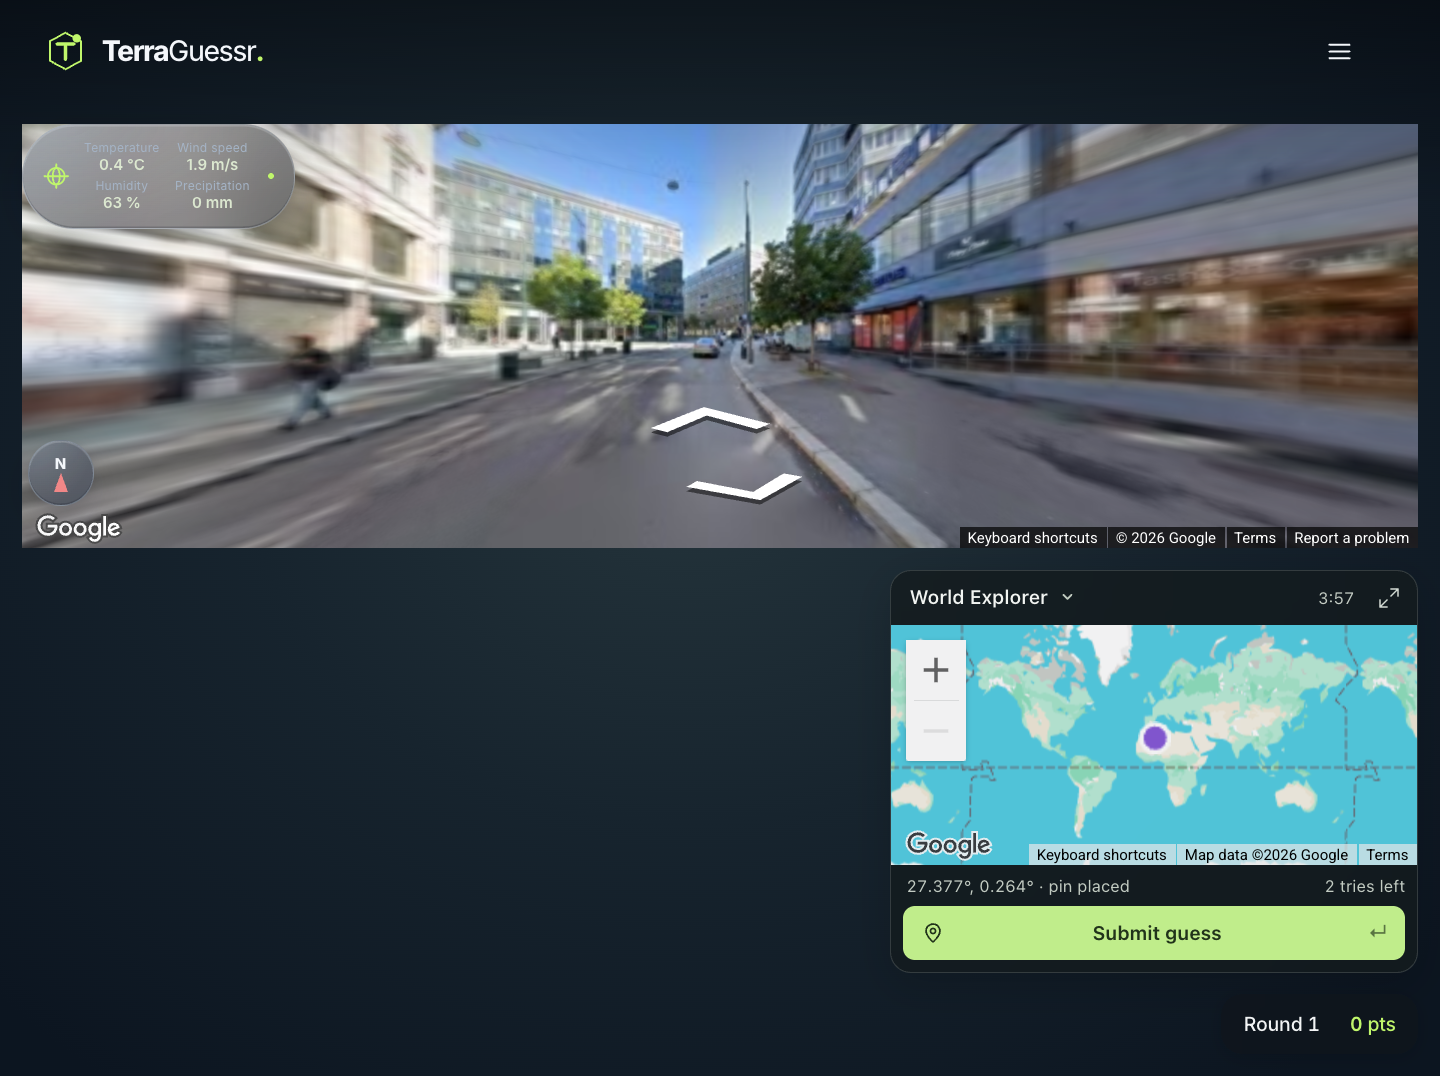 TerraGuessr.
Temperature Wind speed
0.4 °C 1.9 m/s
Humidity Precipitation
63 % 0 mm
N
Google
Keyboard shortcuts © 2026 Google Terms Report a problem
World Explorer 3:57
Google
Keyboard shortcuts Map data ©2026 Google Terms
27.377°, 0.264° · pin placed 2 tries left
Submit guess
Round 1 0 pts